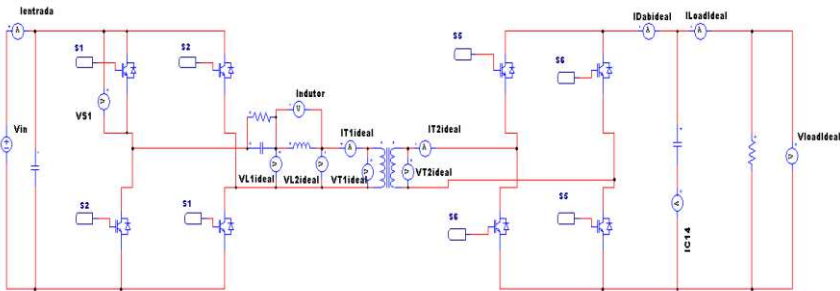 Ientrada
S1
S2
VS1
Vin
Indutor
IT1ideal
IT2ideal
VL1ideal
VL2ideal
VT1ideal
VT2ideal
S2
S1
S5
S6
IDabideal
ILoadIdeal
VloadIdeal
S6
S5
IC14